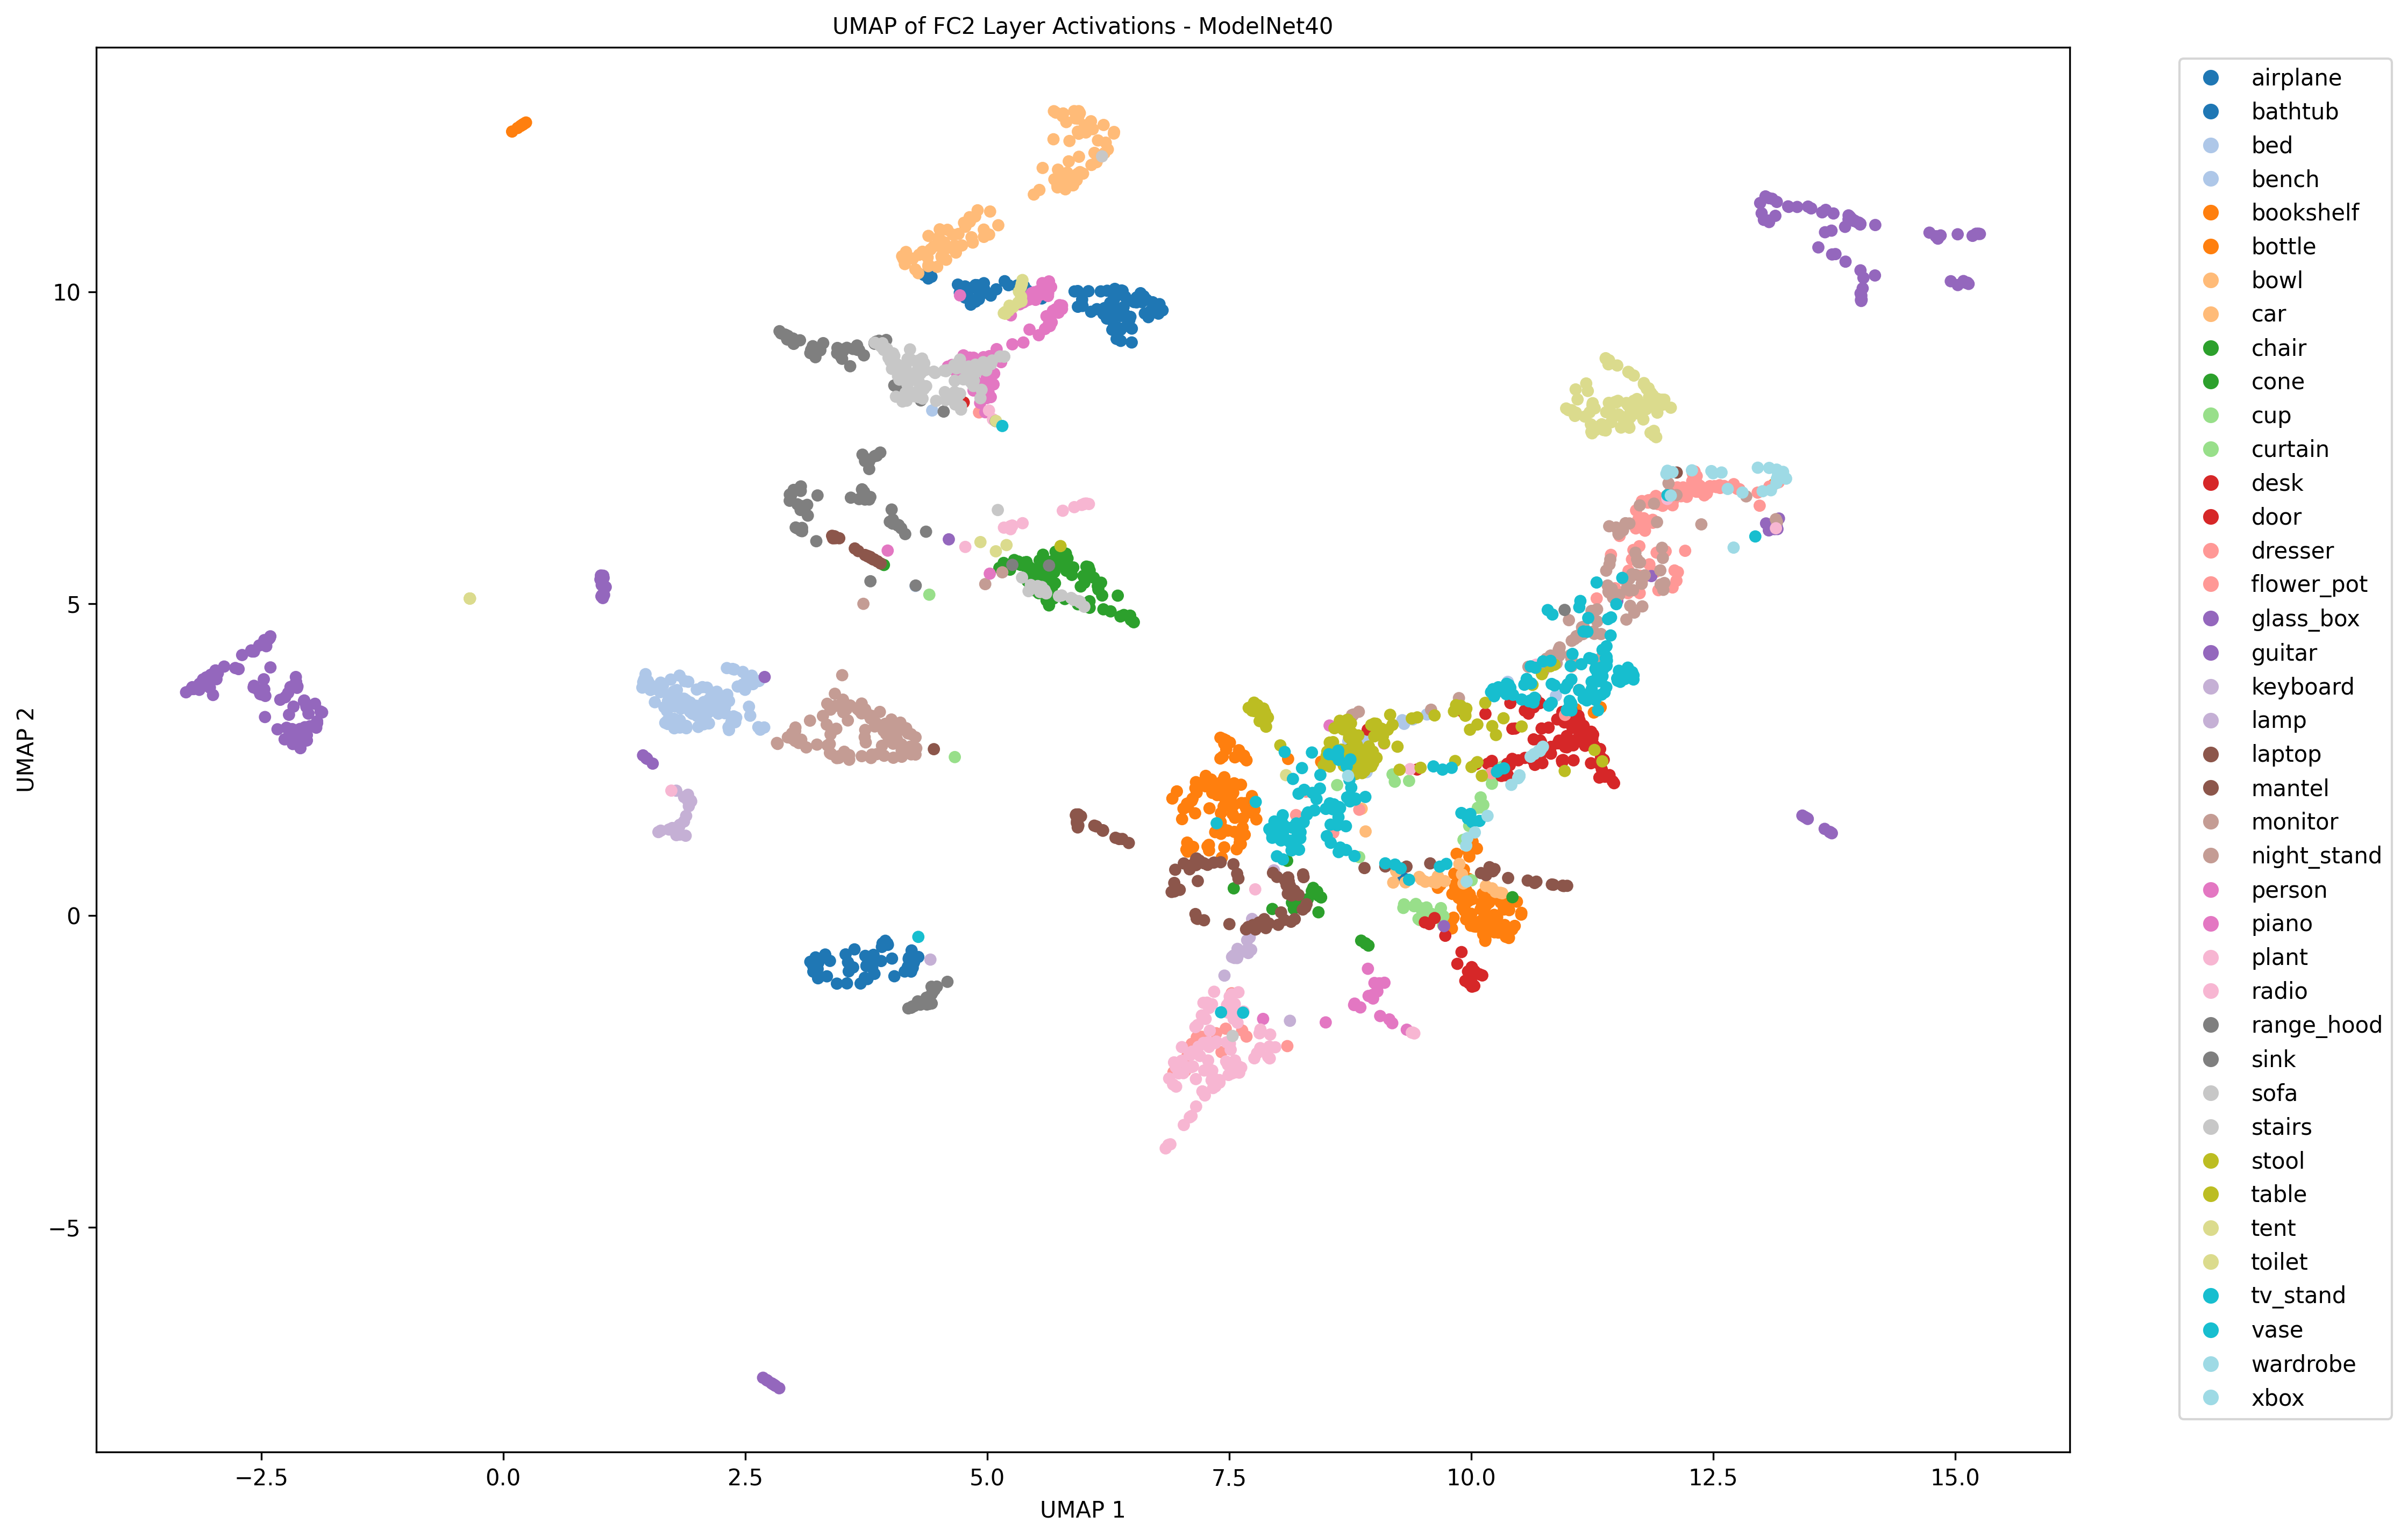 UMAP of FC2 Layer Activations - ModelNet40
10
5
0
−5
UMAP 2
−2.5
0.0
2.5
5.0
7.5
10.0
12.5
15.0
UMAP 1
airplane
bathtub
bed
bench
bookshelf
bottle
bowl
car
chair
cone
cup
curtain
desk
door
dresser
flower_pot
glass_box
guitar
keyboard
lamp
laptop
mantel
monitor
night_stand
person
piano
plant
radio
range_hood
sink
sofa
stairs
stool
table
tent
toilet
tv_stand
vase
wardrobe
xbox